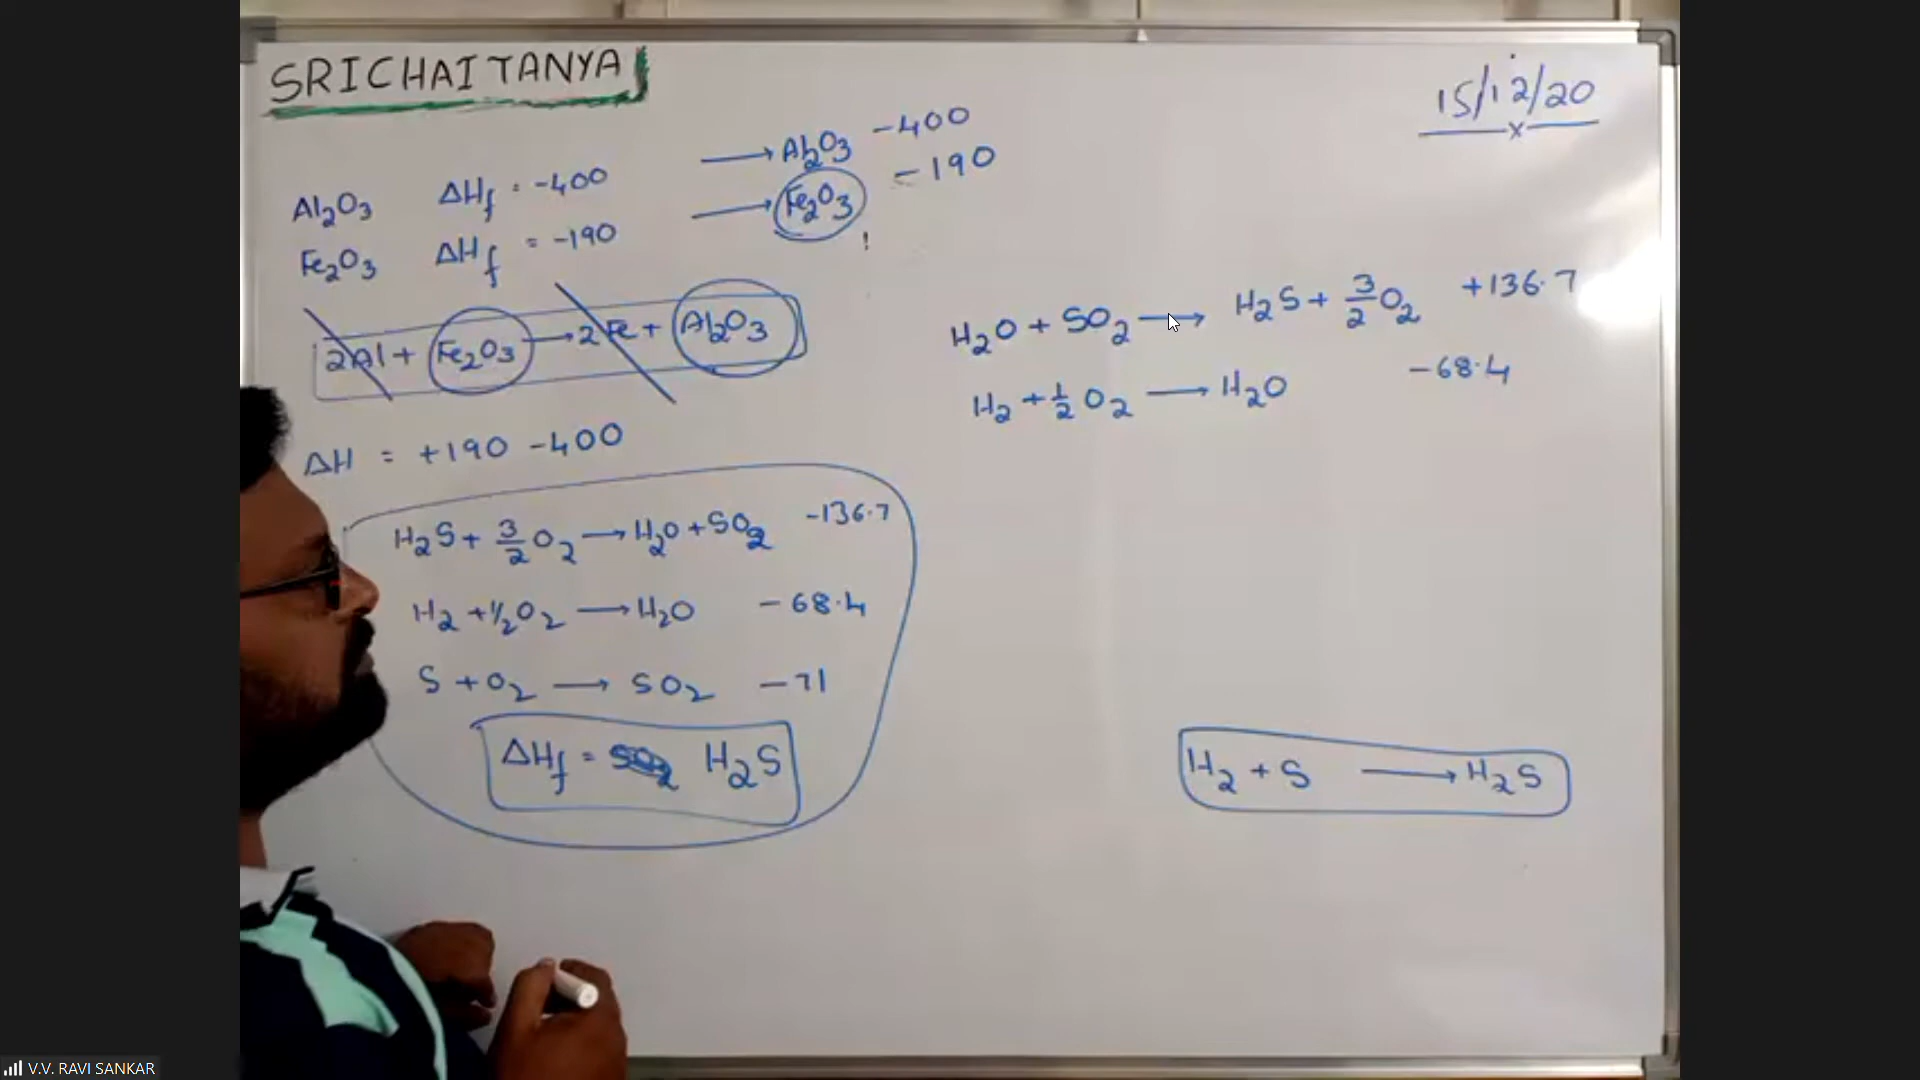 SRICHAITANYA
15/12/20
Al₂O₃ ΔHf = -400 → Al₂O₃ -400
Fe₂O₃ ΔHf = -190 → Fe₂O₃ -190
2Al + Fe₂O₃ → 2Fe + Al₂O₃
ΔH = +190 -400
H₂S + 3/2 O₂ → H₂O + SO₂ -136.7
H₂ + 1/2 O₂ → H₂O -68.4
S + O₂ → SO₂ -71
ΔHf = H₂S
H₂O + SO₂ → H₂S + 3/2 O₂ +136.7
H₂ + 1/2 O₂ → H₂O -68.4
H₂ + S → H₂S
V.V. RAVI SANKAR